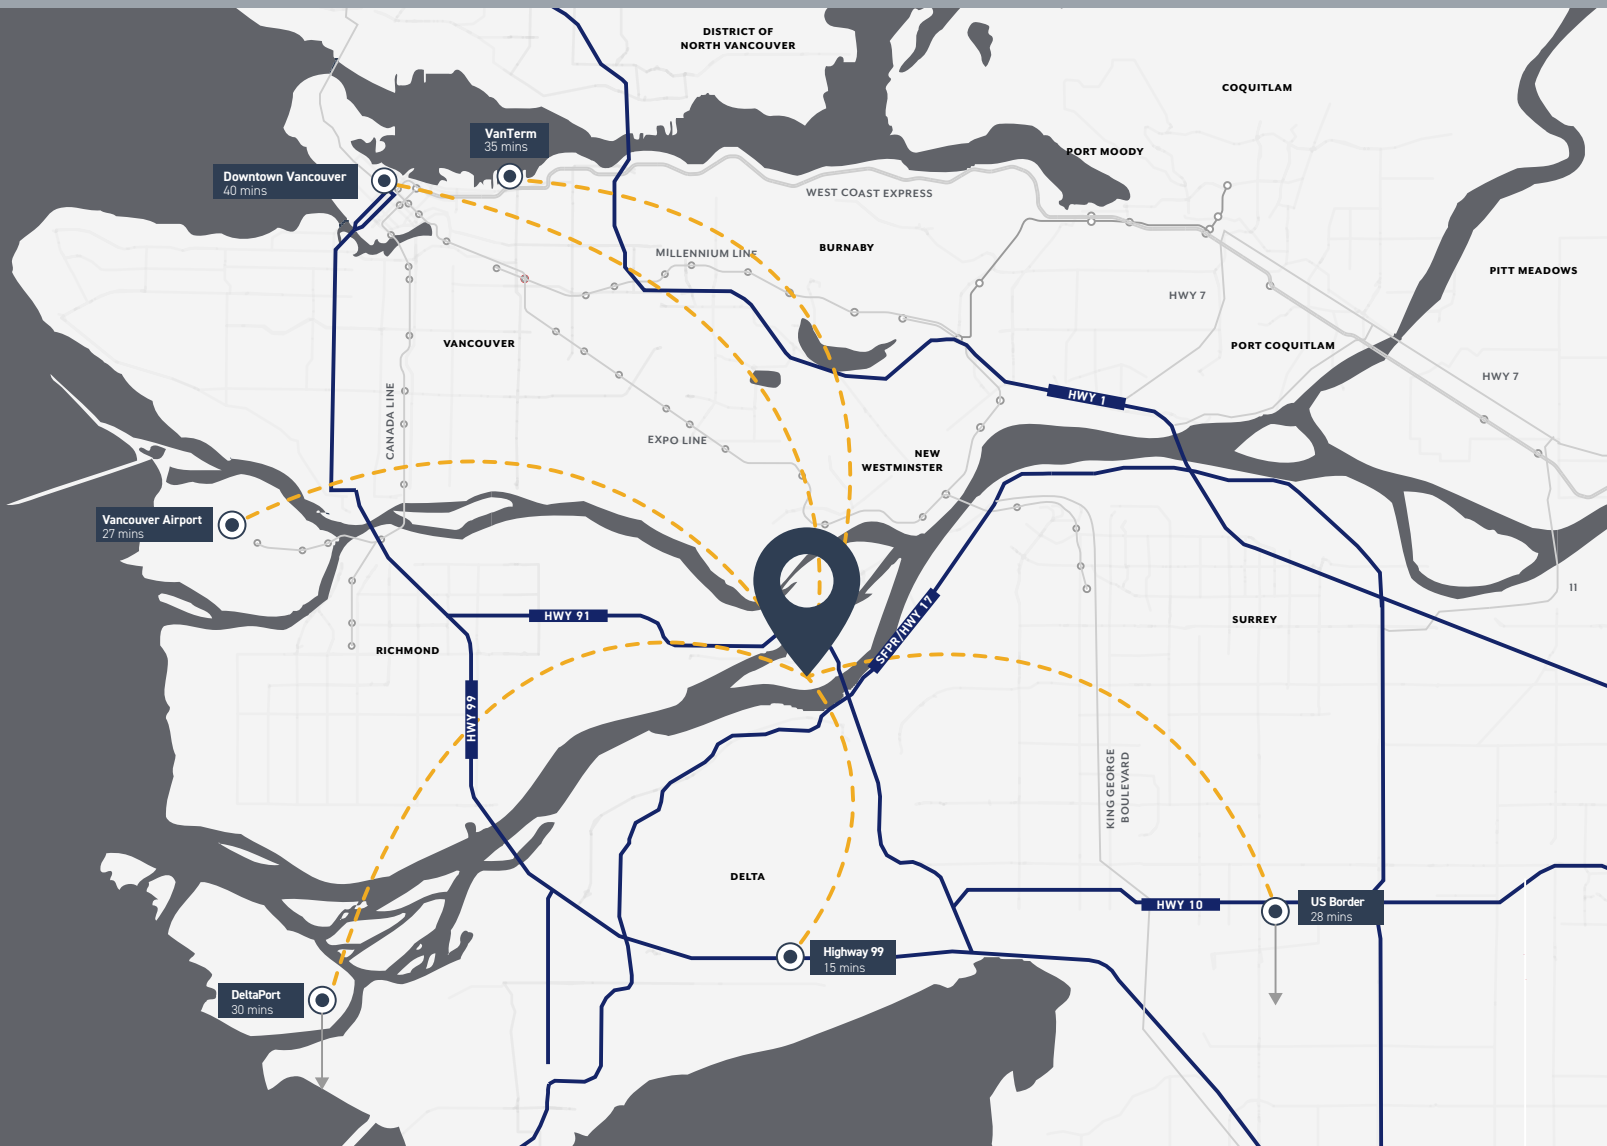 DISTRICT OF
NORTH VANCOUVER
COQUITLAM
VanTerm
35 mins
PORT MOODY
Downtown Vancouver
40 mins
WEST COAST EXPRESS
MILLENNIUM LINE
BURNABY
PITT MEADOWS
HWY 7
VANCOUVER
PORT COQUITLAM
HWY 7
HWY 1
CANADA LINE
EXPO LINE
NEW
WESTMINSTER
Vancouver Airport
27 mins
HWY 91
SFPR/HWY 17
11
SURREY
RICHMOND
HWY 99
KING GEORGE
BOULEVARD
DELTA
HWY 10
US Border
28 mins
Highway 99
15 mins
DeltaPort
30 mins